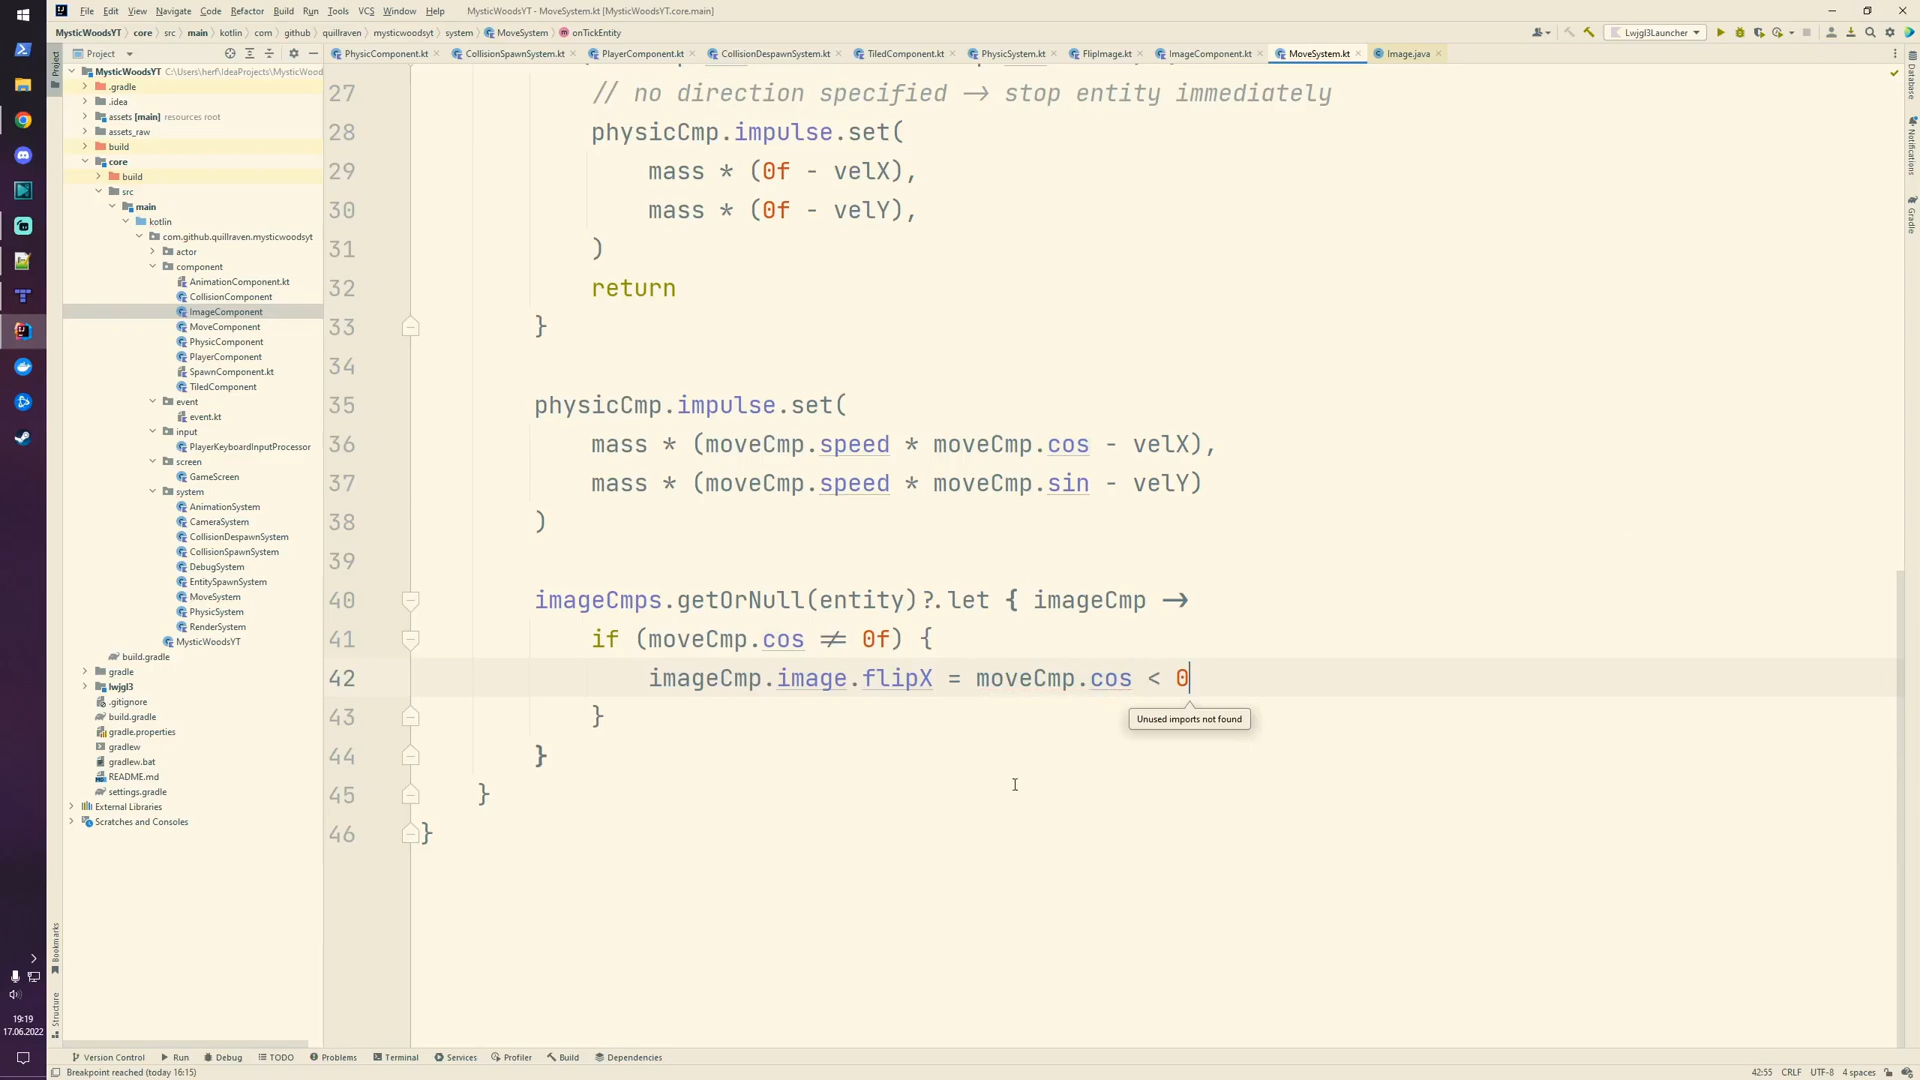 File Edit View Navigate Code Refactor Build Run Tools VCS Window Help MysticWoodsYT - MoveSystem.kt [MysticWoodsYT.core.main]
MysticWoodsYT core src main kotlin com github quillraven mysticwoodsyt system MoveSystem onTickEntity Lwjgl3Launcher
Project
PhysicComponent.kt CollisionSpawnSystem.kt PlayerComponent.kt CollisionDespawnSystem.kt TiledComponent.kt PhysicSystem.kt FlipImage.kt ImageComponent.kt MoveSystem.kt Image.java
MysticWoodsYT C:\Users\herf\IdeaProjects\MysticWood
.gradle
.idea
assets [main] resources root
assets_raw
build
core
build
src
main
kotlin
com.github.quillraven.mysticwoodsyt
actor
component
AnimationComponent.kt
CollisionComponent
ImageComponent
MoveComponent
PhysicComponent
PlayerComponent
SpawnComponent.kt
TiledComponent
event
event.kt
input
PlayerKeyboardInputProcessor
screen
GameScreen
system
AnimationSystem
CameraSystem
CollisionDespawnSystem
CollisionSpawnSystem
DebugSystem
EntitySpawnSystem
MoveSystem
PhysicSystem
RenderSystem
MysticWoodsYT
build.gradle
gradle
lwjgl3
.gitignore
build.gradle
gradle.properties
gradlew
gradlew.bat
README.md
settings.gradle
External Libraries
Scratches and Consoles
27 // no direction specified -> stop entity immediately
28 physicCmp.impulse.set(
29 mass * (0f - velX),
30 mass * (0f - velY),
31 )
32 return
33 }
34
35 physicCmp.impulse.set(
36 mass * (moveCmp.speed * moveCmp.cos - velX),
37 mass * (moveCmp.speed * moveCmp.sin - velY)
38 )
39
40 imageCmps.getOrNull(entity)?.let { imageCmp ->
41 if (moveCmp.cos != 0f) {
42 imageCmp.image.flipX = moveCmp.cos < 0
Unused imports not found
43 }
44 }
45 }
46 }
Project
Bookmarks
Structure
Database
Notifications
Gradle
19:19
17.06.2022
Version Control Run Debug TODO Problems Terminal Services Profiler Build Dependencies
Breakpoint reached (today 16:15) 42:55 CRLF UTF-8 4 spaces